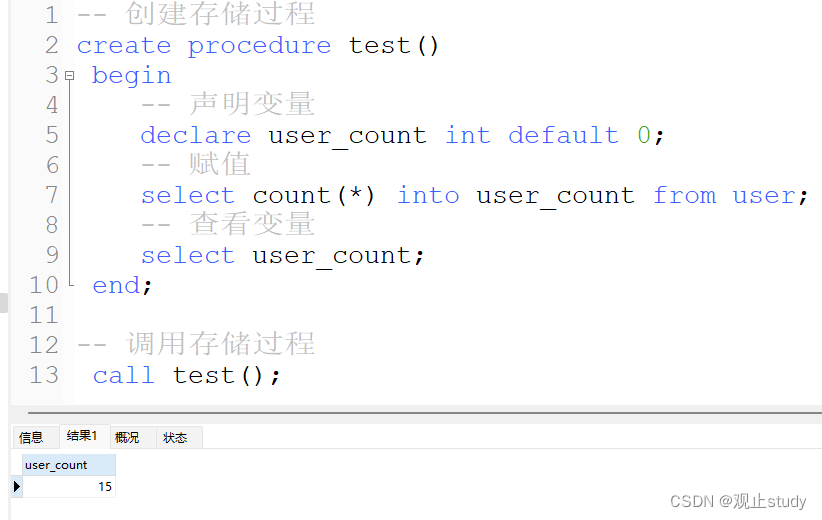 1 -- 创建存储过程
2 create procedure test()
3 begin
4 -- 声明变量
5 declare user_count int default 0;
6 -- 赋值
7 select count(*) into user_count from user;
8 -- 查看变量
9 select user_count;
10 end;
11
12 -- 调用存储过程
13 call test();
信息 结果1 概况 状态
user_count
15
CSDN @观止study